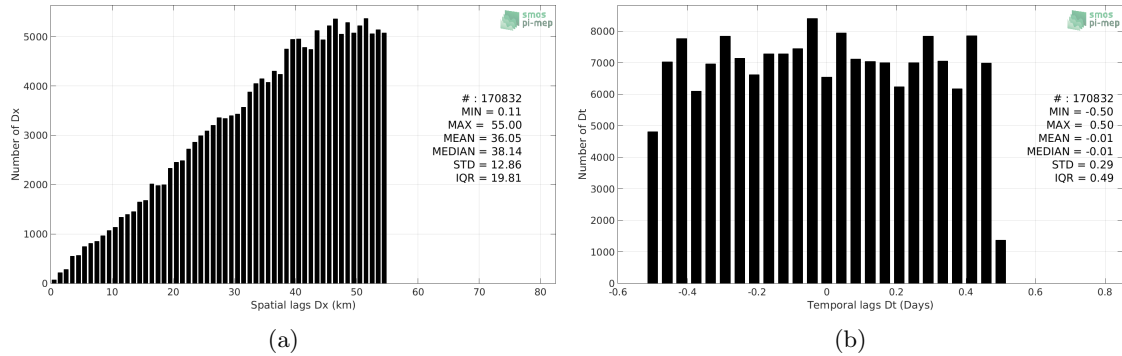 smos
pi-mep
5000
4000
3000
2000
1000
0
Number of Dx
# : 170832
MIN = 0.11
MAX = 55.00
MEAN = 36.05
MEDIAN = 38.14
STD = 12.86
IQR = 19.81
0 10 20 30 40 50 60 70 80
Spatial lags Dx (km)
(a)
smos
pi-mep
8000
7000
6000
5000
4000
3000
2000
1000
0
Number of Dt
# : 170832
MIN = -0.50
MAX = 0.50
MEAN = -0.01
MEDIAN = -0.01
STD = 0.29
IQR = 0.49
-0.6 -0.4 -0.2 0 0.2 0.4 0.6 0.8
Temporal lags Dt (Days)
(b)